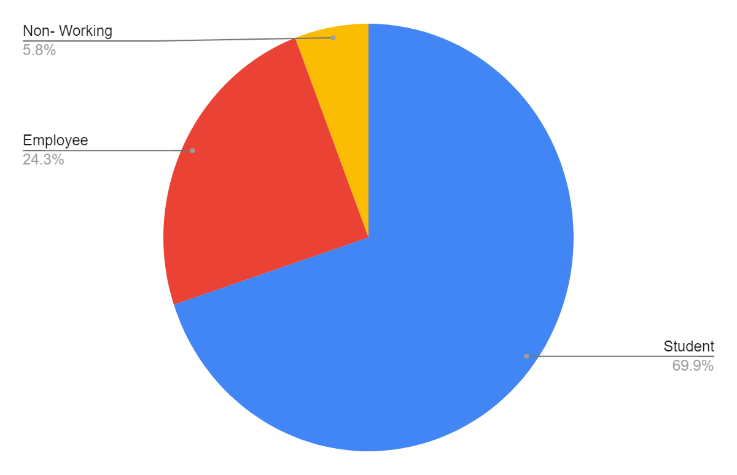 Non- Working
5.8%
Employee
24.3%
Student
69.9%